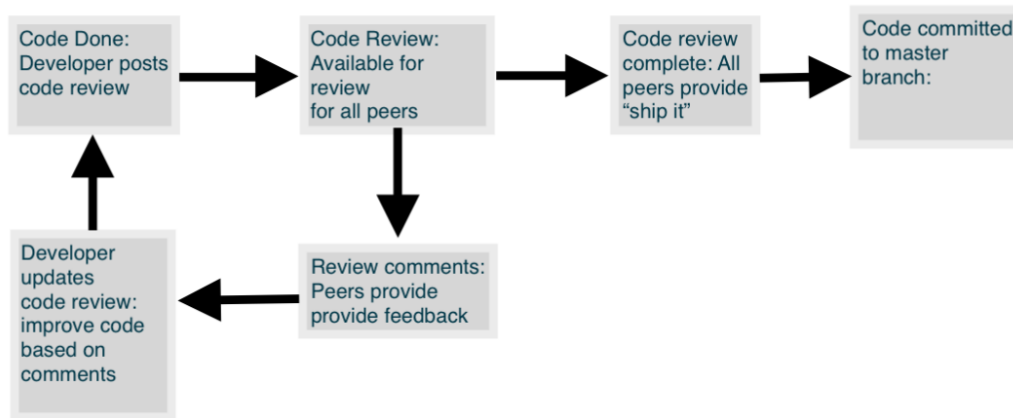 Code Done:
Developer posts
code review
Code Review:
Available for
review
for all peers
Code review
complete: All
peers provide
“ship it”
Code committed
to master
branch:
Review comments:
Peers provide
provide feedback
Developer
updates
code review:
improve code
based on
comments